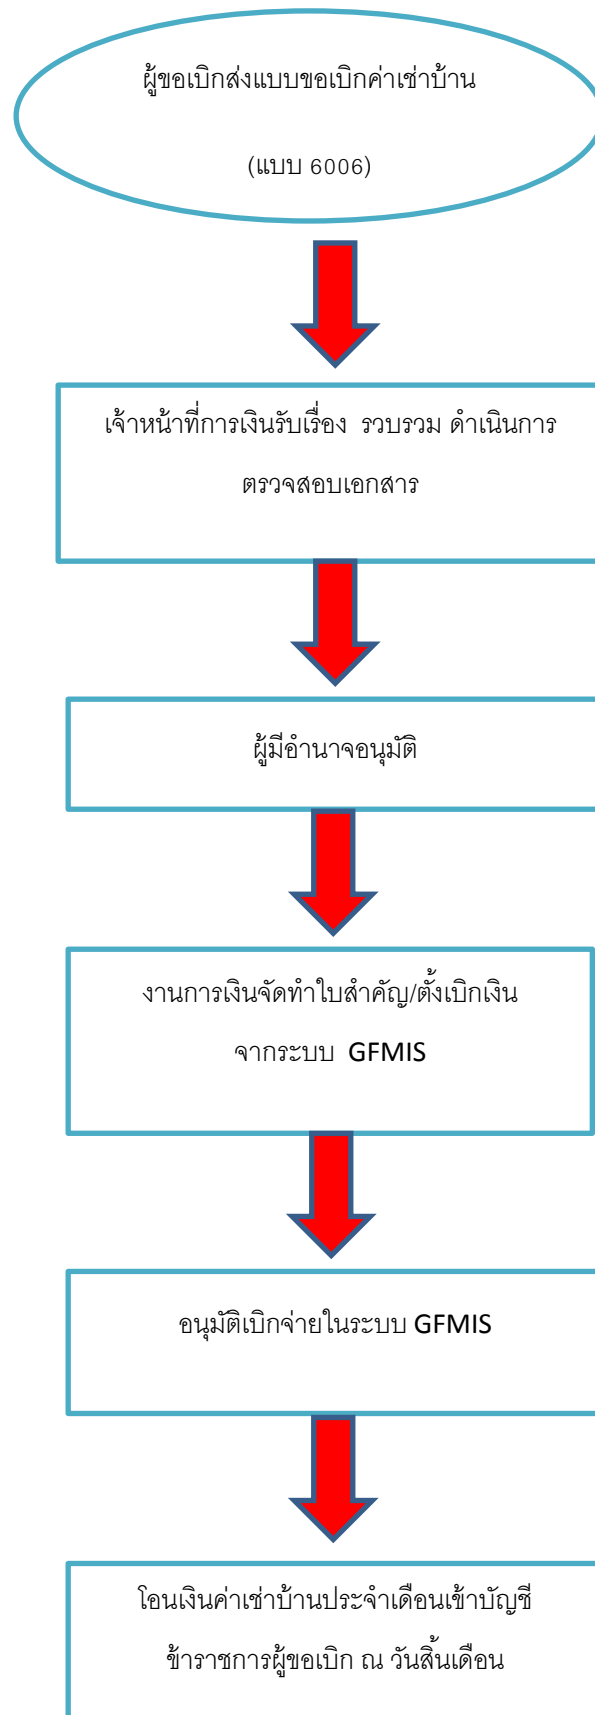 ผู้ขอเบิกส่งแบบขอเบิกค่าเช่าบ้าน
(แบบ 6006)
เจ้าหน้าที่การเงินรับเรื่อง รวบรวม ดำเนินการ
ตรวจสอบเอกสาร
ผู้มีอำนาจอนุมัติ
งานการเงินจัดทำใบสำคัญ/ตั้งเบิกเงิน
จากระบบ GFMIS
อนุมัติเบิกจ่ายในระบบ GFMIS
โอนเงินค่าเช่าบ้านประจำเดือนเข้าบัญชี
ข้าราชการผู้ขอเบิก ณ วันสิ้นเดือน